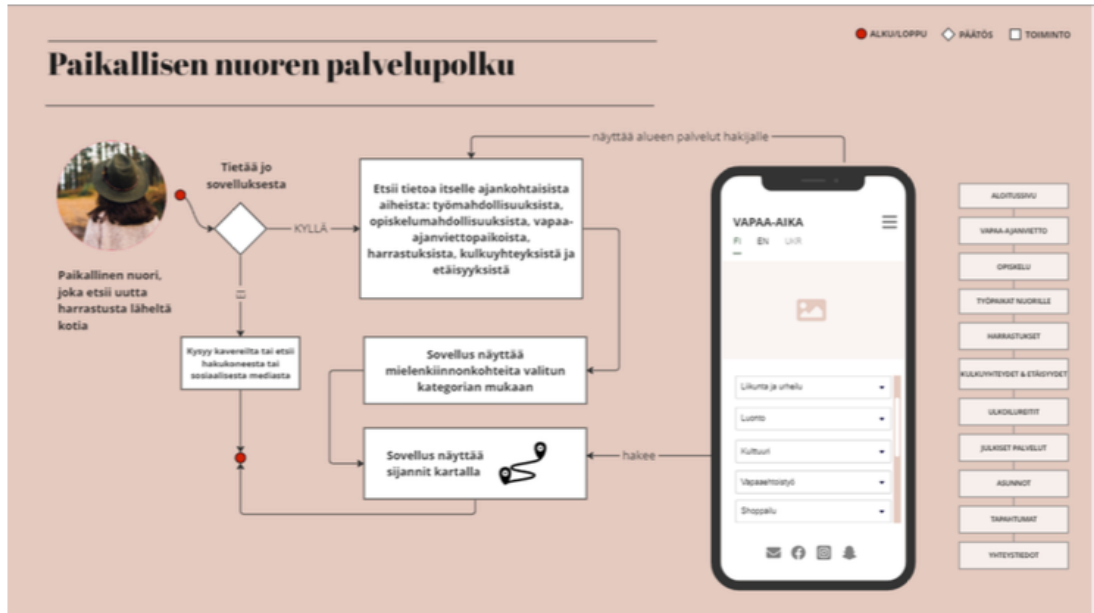 ALKU/LOPPU
PÄÄTÖS
TOIMINTO
Paikallisen nuoren palvelupolku
näyttää alueen palvelut hakijalle
Tietää jo
sovelluksesta
KYLLÄ
EI
Paikallinen nuori,
joka etsii uutta
harrastusta läheltä
kotia
Kysyy kavereilta tai etsii
hakukoneesta tai
sosiaalisesta mediasta
Etsii tietoa itselle ajankohtaisista
aiheista: työmahdollisuuksista,
opiskelumahdollisuuksista, vapaa-
ajanviettopaikoista,
harrastuksista, kulkuyhteyksistä ja
etäisyyksistä
Sovellus näyttää
mielenkiinnonkohteita valitun
kategorian mukaan
Sovellus näyttää
sijannit kartalla
hakee
VAPAA-AIKA
FI EN UKR
Liikunta ja urheilu
Luonto
Kulttuuri
Vapaaehtoistyö
Shoppailu
ALOITUSSIVU
VAPAA-AJANVIETTO
OPISKELU
TYÖPAIKAT NUORILLE
HARRASTUKSET
KULKUYHTEYDET & ETÄISYYDET
ULKOILUREITIT
JULKISET PALVELUT
ASUNNOT
TAPAHTUMAT
YHTEYSTIEDOT